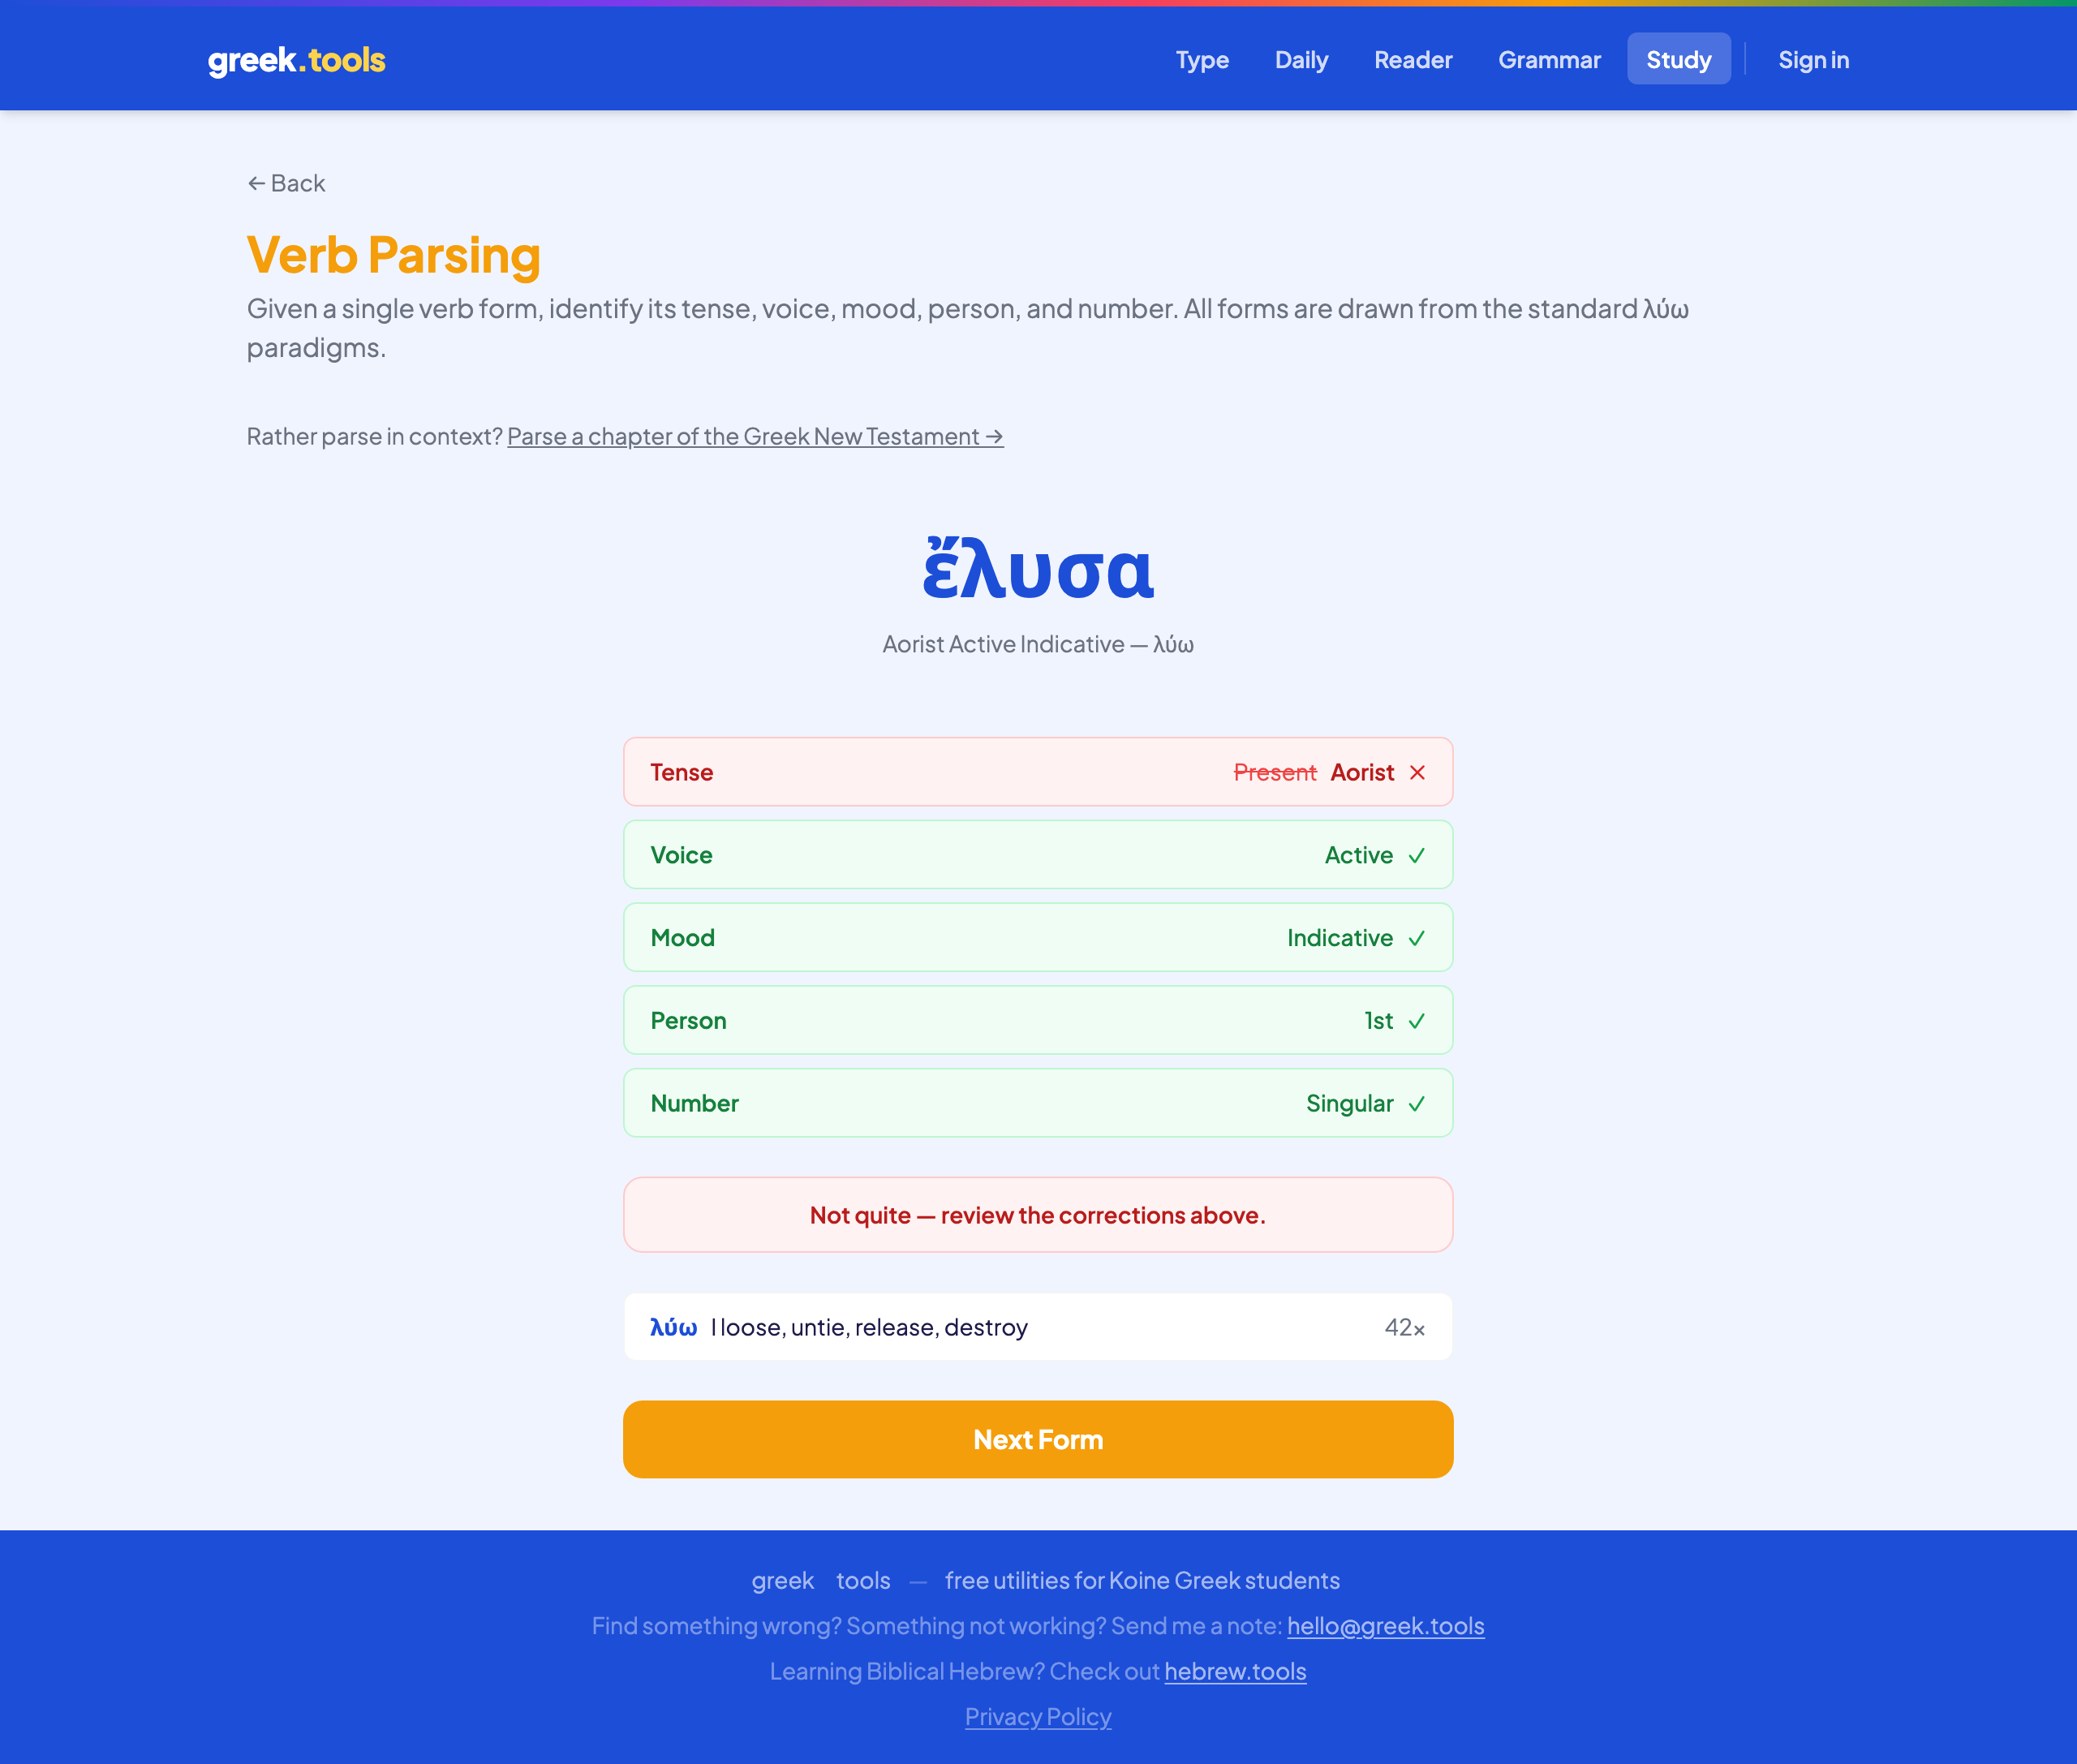 greek.tools
Type Daily Reader Grammar Study Sign in
← Back
Verb Parsing
Given a single verb form, identify its tense, voice, mood, person, and number. All forms are drawn from the standard λύω
paradigms.
Rather parse in context? Parse a chapter of the Greek New Testament →
ἔλυσα
Aorist Active Indicative — λύω
Tense Present Aorist ✕
Voice Active ✓
Mood Indicative ✓
Person 1st ✓
Number Singular ✓
Not quite — review the corrections above.
λύω I loose, untie, release, destroy 42×
Next Form
greek tools — free utilities for Koine Greek students
Find something wrong? Something not working? Send me a note: hello@greek.tools
Learning Biblical Hebrew? Check out hebrew.tools
Privacy Policy